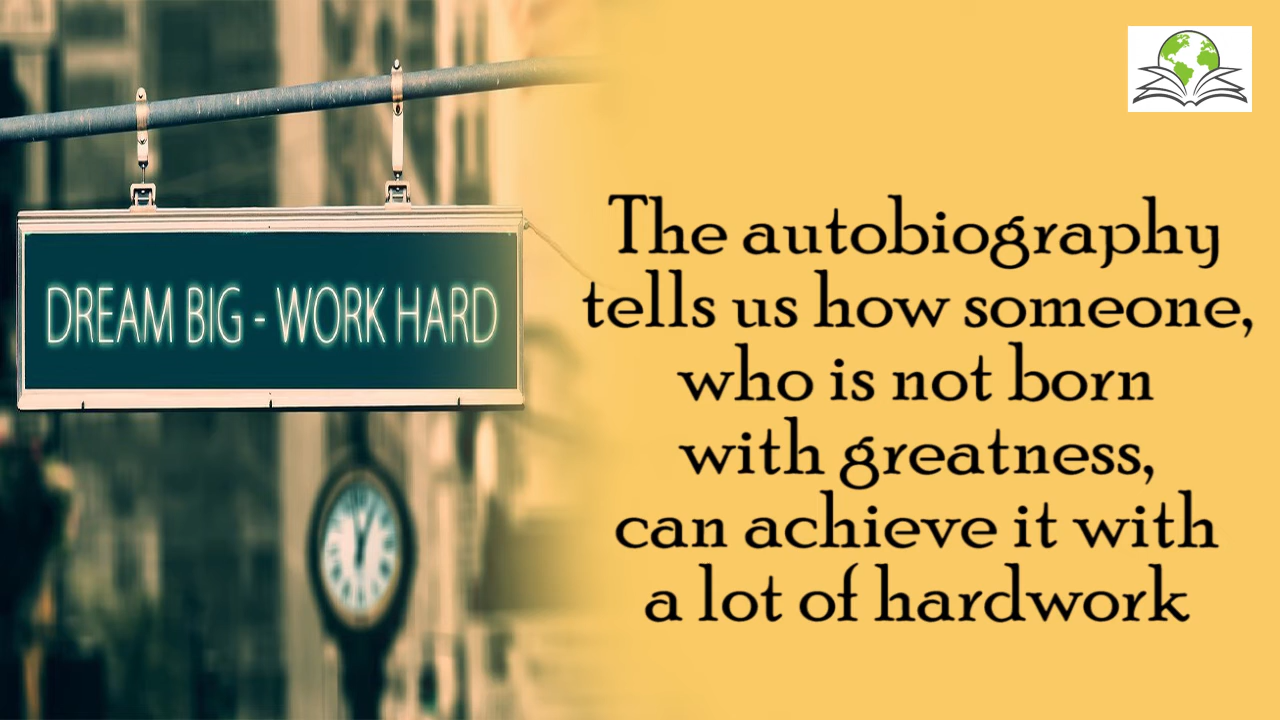 DREAM BIG - WORK HARD
The autobiography
tells us how someone,
who is not born
with greatness,
can achieve it with
a lot of hardwork